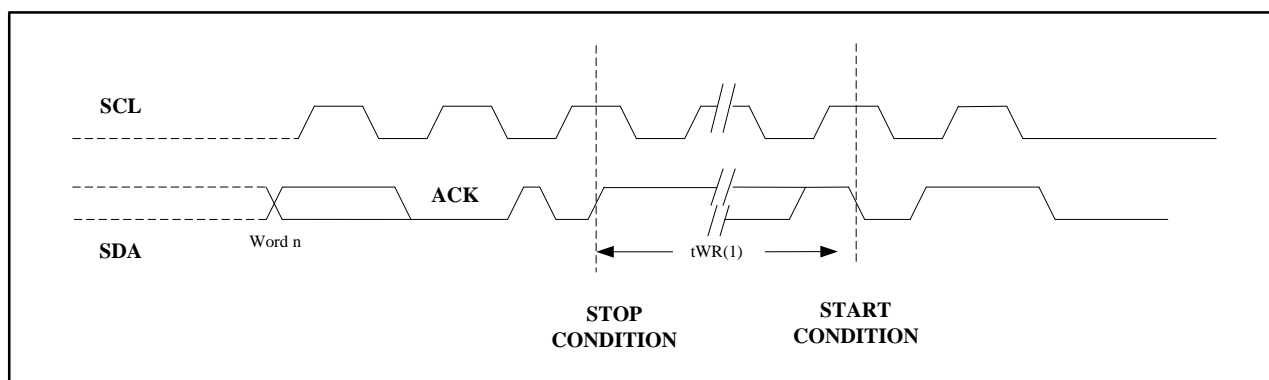 SCL
ACK
Word n
SDA
tWR(1)
STOP
CONDITION
START
CONDITION